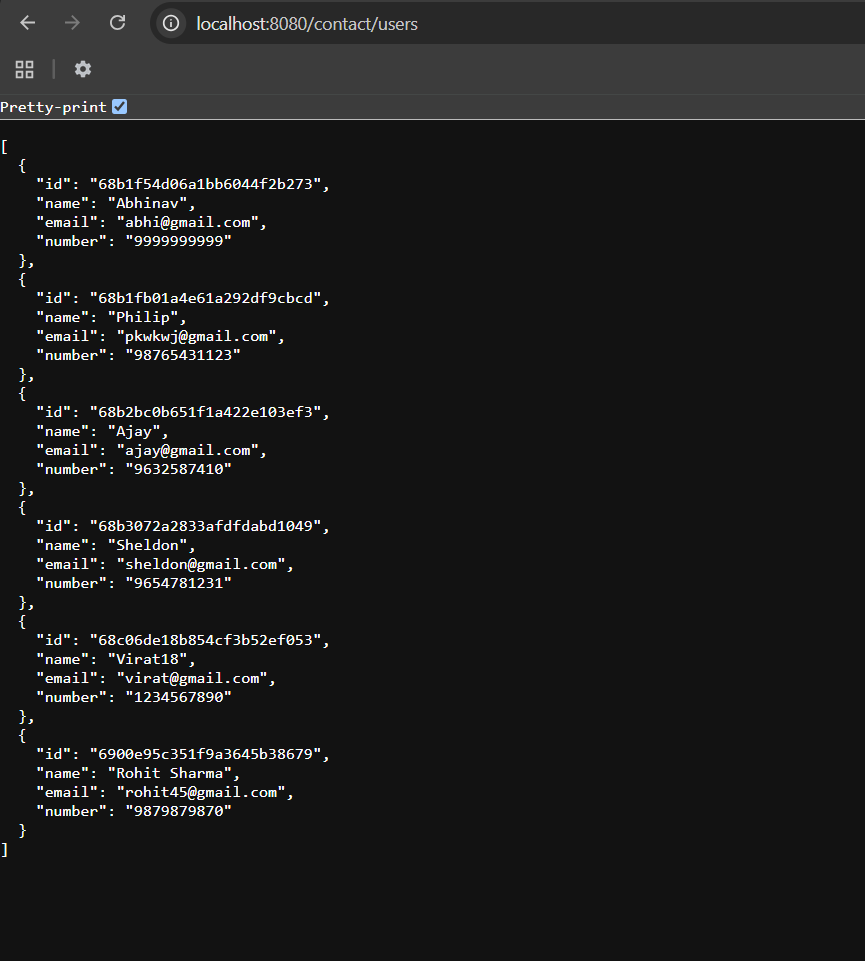 localhost:8080/contact/users
Pretty-print
[
  {
    "id": "68b1f54d06a1bb6044f2b273",
    "name": "Abhinav",
    "email": "abhi@gmail.com",
    "number": "9999999999"
  },
  {
    "id": "68b1fb01a4e61a292df9cbcd",
    "name": "Philip",
    "email": "pkwkwj@gmail.com",
    "number": "98765431123"
  },
  {
    "id": "68b2bc0b651f1a422e103ef3",
    "name": "Ajay",
    "email": "ajay@gmail.com",
    "number": "9632587410"
  },
  {
    "id": "68b3072a2833afdfdabd1049",
    "name": "Sheldon",
    "email": "sheldon@gmail.com",
    "number": "9654781231"
  },
  {
    "id": "68c06de18b854cf3b52ef053",
    "name": "Virat18",
    "email": "virat@gmail.com",
    "number": "1234567890"
  },
  {
    "id": "6900e95c351f9a3645b38679",
    "name": "Rohit Sharma",
    "email": "rohit45@gmail.com",
    "number": "9879879870"
  }
]